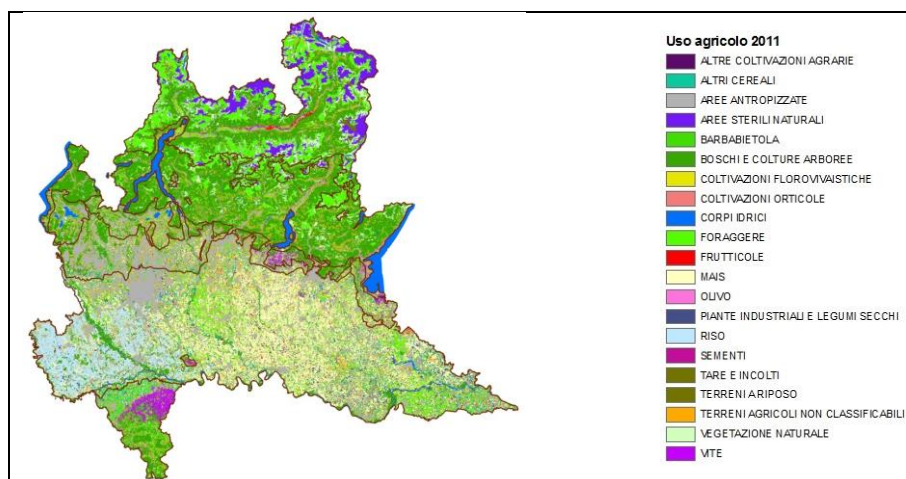 Uso agricolo 2011
ALTRE COLTIVAZIONI AGRARIE
ALTRI CEREALI
AREE ANTROPIZZATE
AREE STERILI NATURALI
BARBABIETOLA
BOSCHI E COLTURE ARBOREE
COLTIVAZIONI FLOROVIVAISTICHE
COLTIVAZIONI ORTICOLE
CORPI IDRICI
FORAGGERE
FRUTTICOLE
MAIS
OLIVO
PIANTE INDUSTRIALI E LEGUMI SECCHI
RISO
SEMENTI
TARE E INCOLTI
TERRENI A RIPOSO
TERRENI AGRICOLI NON CLASSIFICABILI
VEGETAZIONE NATURALE
VITE